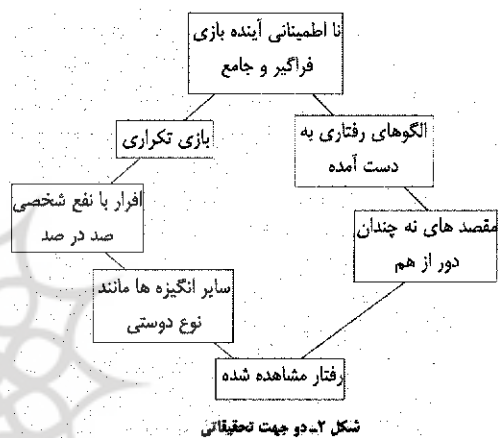 نا اطمینانی آینده بازی
فراگیر و جامع
الگوهای رفتاری به
دست آمده
بازی تکراری
افرار با نفع شخصی
صد در صد
مقصد های نه چندان
دور از هم
سایر انگیزه ها مانند
نوع دوستی
رفتار مشاهده شده
شکل ۲ـ دو جهت تحقیقاتی